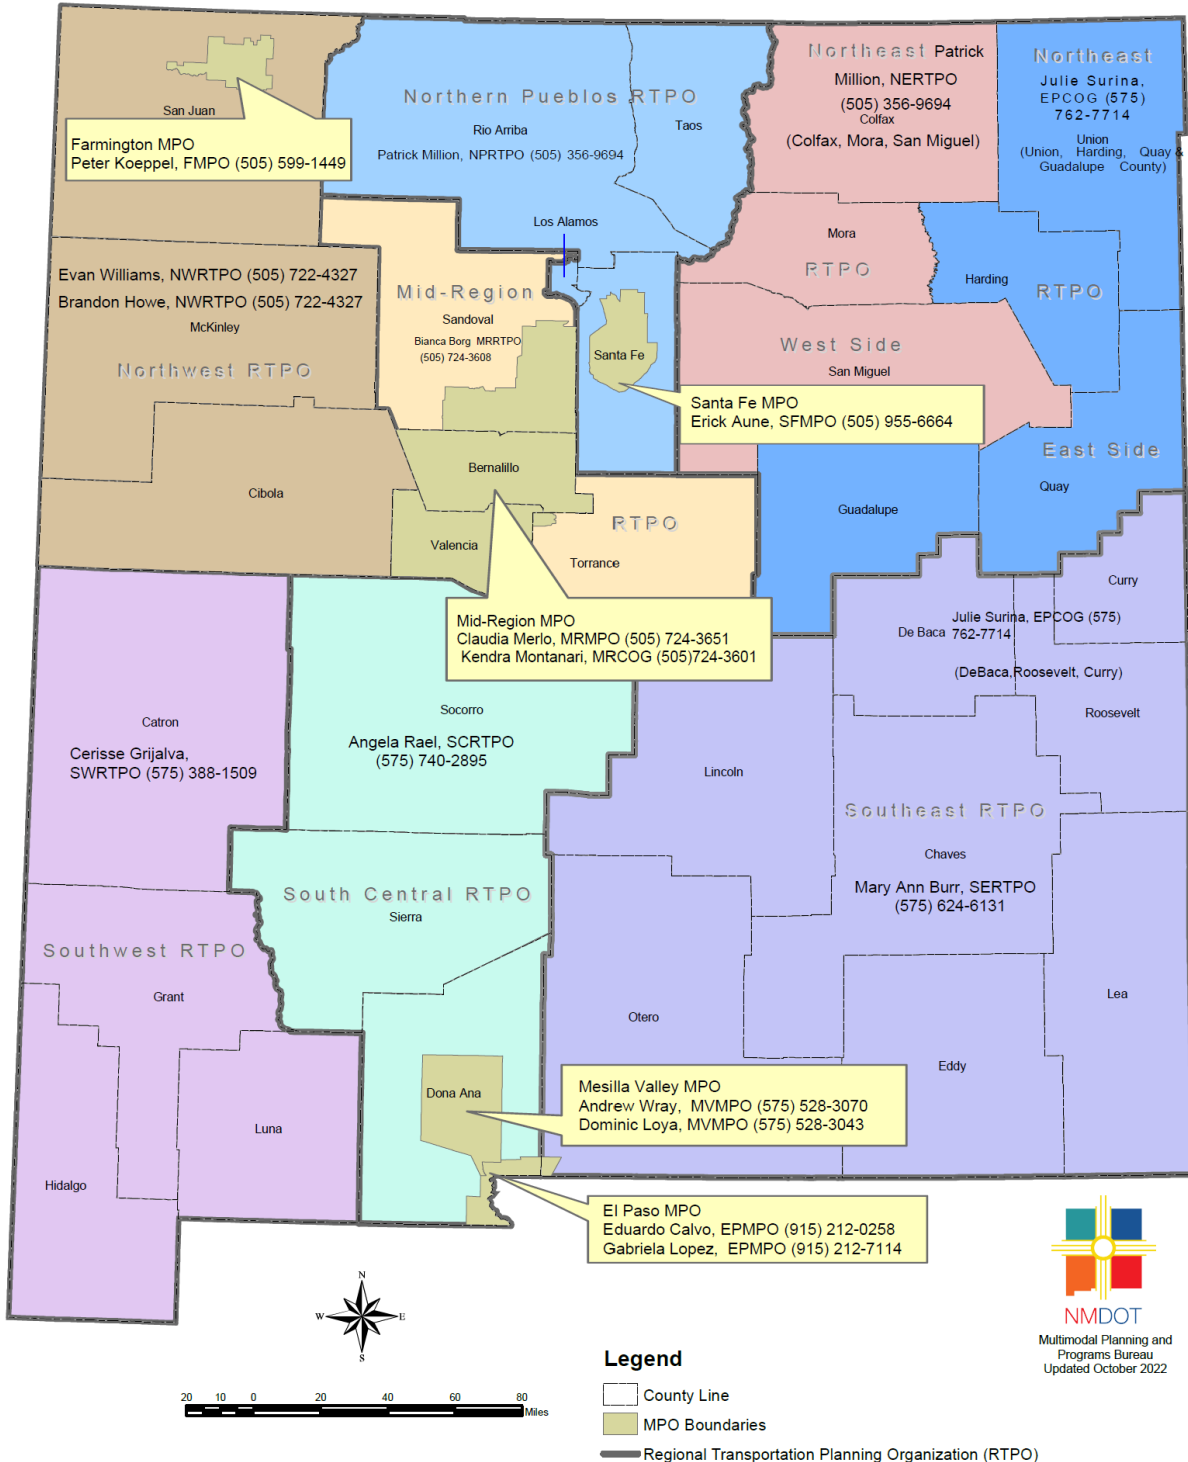 Northeast Patrick
Million, NERTPO
(505) 356-9694
Colfax
(Colfax, Mora, San Miguel)
Northeast
Julie Surina,
EPCOG (575)
762-7714
Union
(Union, Harding, Quay &
Guadalupe County)
Northern Pueblos RTPO
Rio Arriba
Taos
Patrick Million, NPRTPO (505) 356-9694
San Juan
Farmington MPO
Peter Koeppel, FMPO (505) 599-1449
Los Alamos
Mora
RTPO
Harding
RTPO
Evan Williams, NWRTPO (505) 722-4327
Brandon Howe, NWRTPO (505) 722-4327
McKinley
Northwest RTPO
Mid-Region
Sandoval
Bianca Borg MRRTPO
(505) 724-3608
Santa Fe
West Side
San Miguel
Santa Fe MPO
Erick Aune, SFMPO (505) 955-6664
East Side
Quay
Bernalillo
Cibola
Guadalupe
RTPO
Valencia
Torrance
Curry
Mid-Region MPO
Claudia Merlo, MRMPO (505) 724-3651
Kendra Montanari, MRCOG (505)724-3601
De Baca
Julie Surina, EPCOG (575)
762-7714
(DeBaca,Roosevelt, Curry)
Roosevelt
Catron
Cerisse Grijalva,
SWRTPO (575) 388-1509
Socorro
Angela Rael, SCRTPO
(575) 740-2895
Lincoln
Southeast RTPO
Chaves
Mary Ann Burr, SERTPO
(575) 624-6131
South Central RTPO
Sierra
Southwest RTPO
Grant
Otero
Lea
Eddy
Dona Ana
Mesilla Valley MPO
Andrew Wray, MVMPO (575) 528-3070
Dominic Loya, MVMPO (575) 528-3043
Luna
Hidalgo
El Paso MPO
Eduardo Calvo, EPMPO (915) 212-0258
Gabriela Lopez, EPMPO (915) 212-7114
N
W
E
S
NMDOT
Multimodal Planning and
Programs Bureau
Updated October 2022
20 10 0 20 40 60 80
Miles
Legend
County Line
MPO Boundaries
Regional Transportation Planning Organization (RTPO)